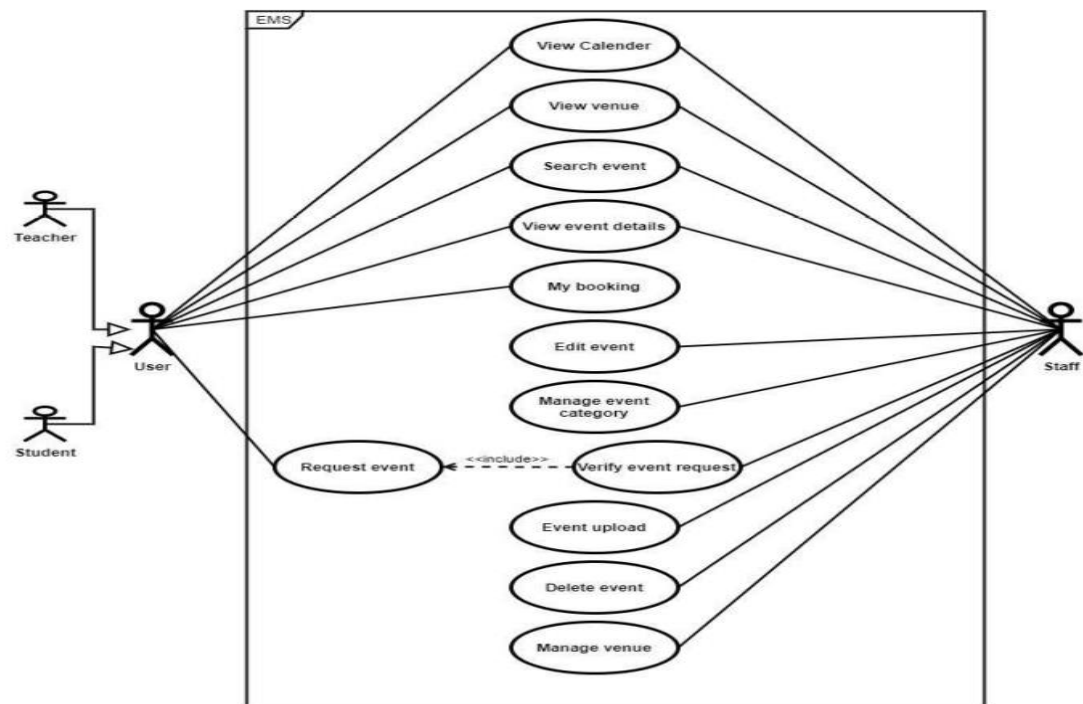 EMS
View Calender
View venue
Search event
Teacher
View event details
My booking
User
Edit event
Staff
Manage event
category
Student
Request event
<<include>>
Verify event request
Event upload
Delete event
Manage venue